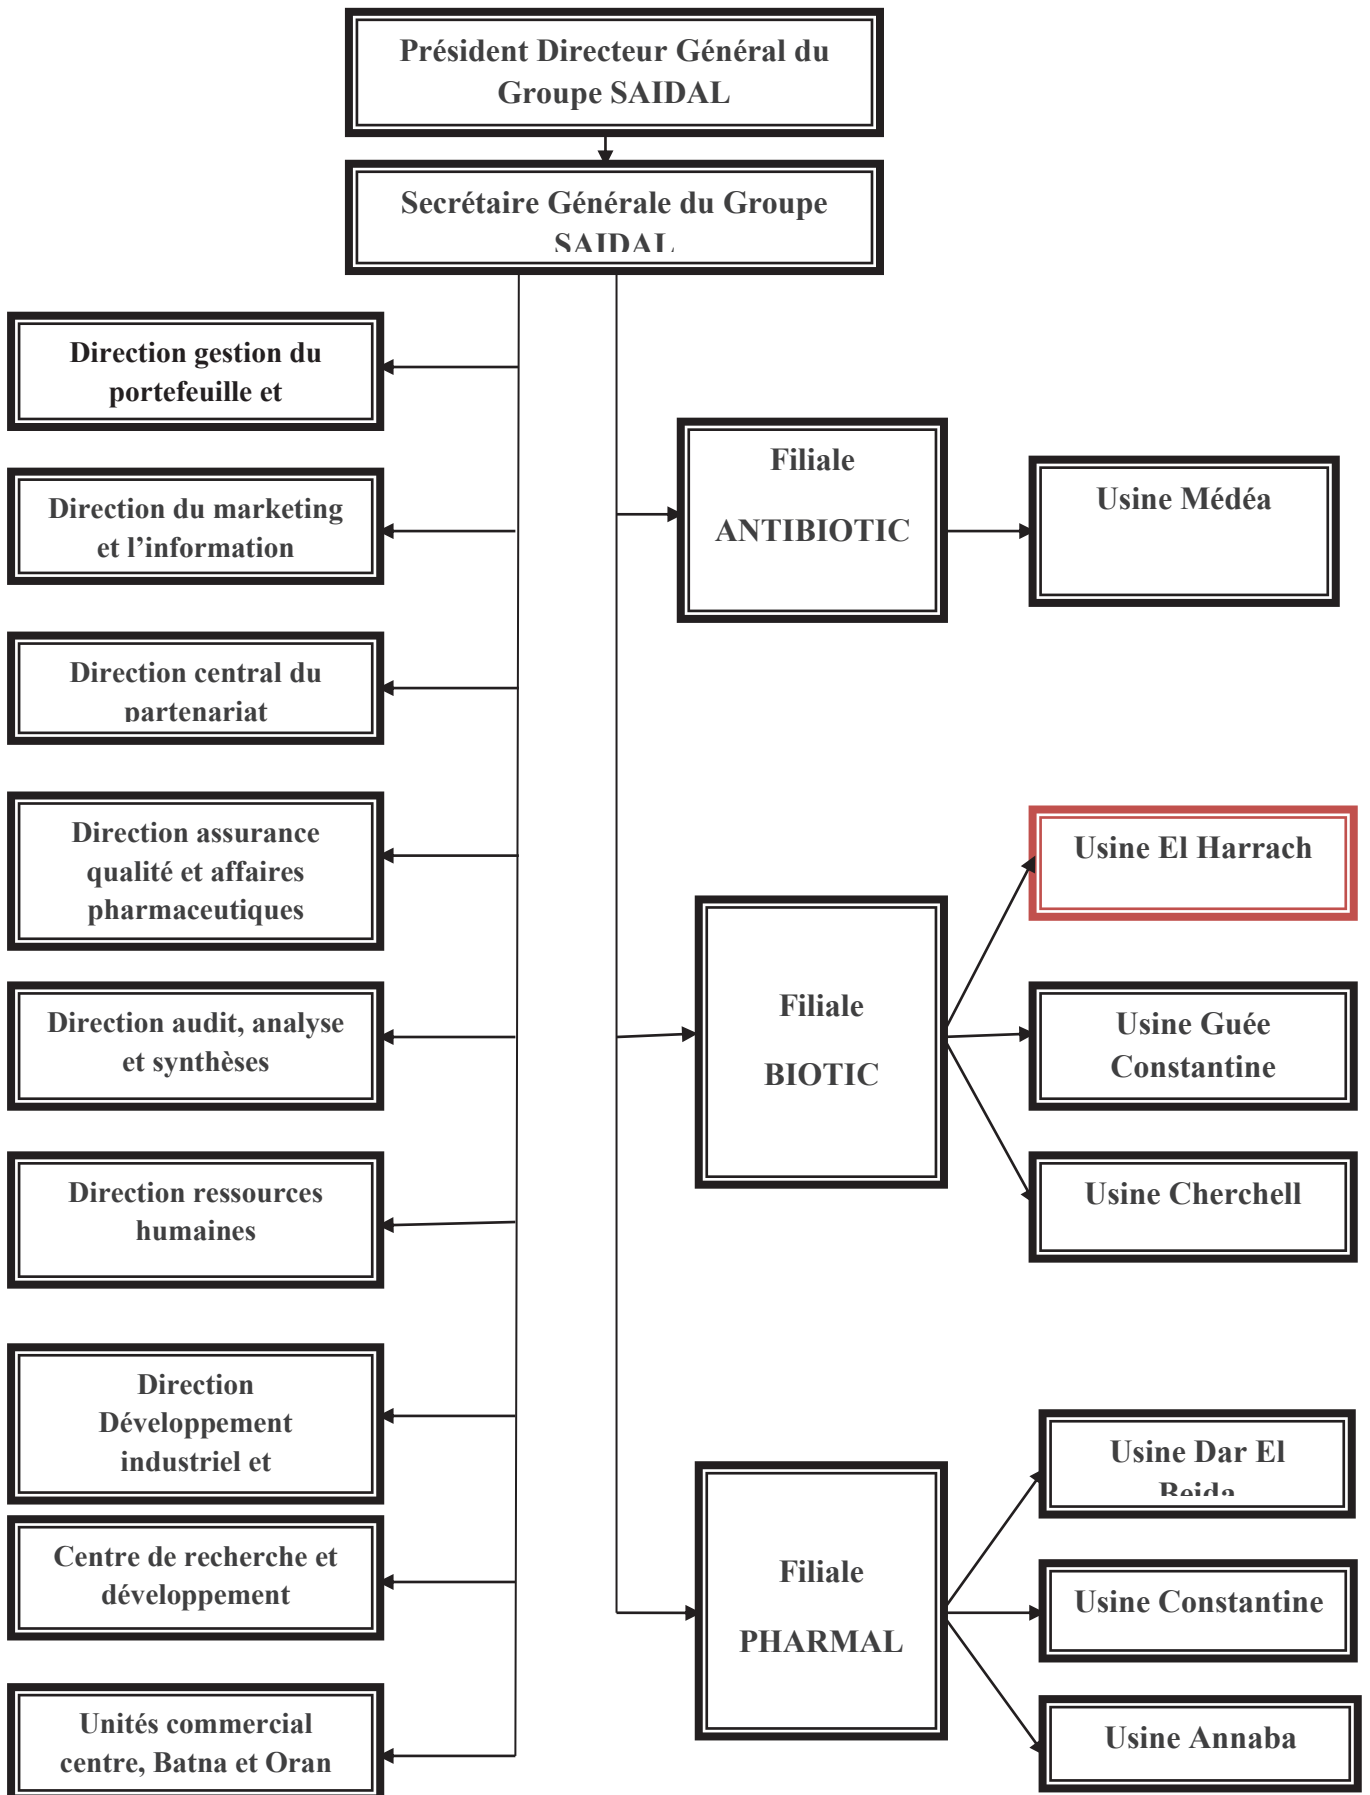 Président Directeur Général du
Groupe SAIDAL
Secrétaire Générale du Groupe
SAIDAL
Direction gestion du
portefeuille et
Direction du marketing
et l’information
Direction central du
partenariat
Direction assurance
qualité et affaires
pharmaceutiques
Direction audit, analyse
et synthèses
Direction ressources
humaines
Direction
Développement
industriel et
Centre de recherche et
développement
Unités commercial
centre, Batna et Oran
Filiale
ANTIBIOTIC
Usine Médéa
Filiale
BIOTIC
Usine El Harrach
Usine Guée
Constantine
Usine Cherchell
Filiale
PHARMAL
Usine Dar El
Beida
Usine Constantine
Usine Annaba